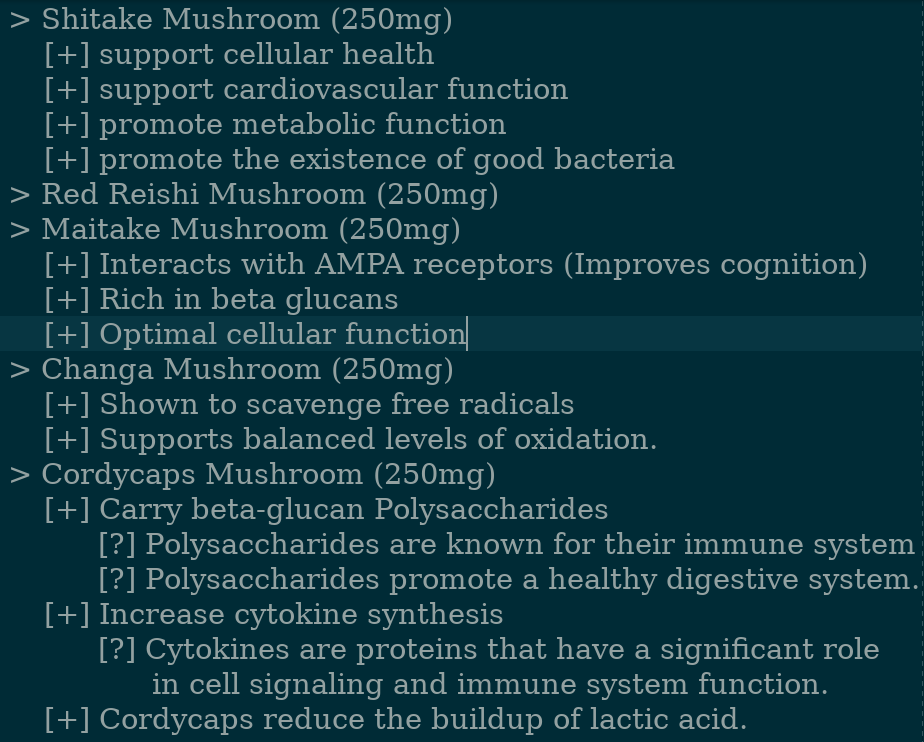 > Shitake Mushroom (250mg)
[+] support cellular health
[+] support cardiovascular function
[+] promote metabolic function
[+] promote the existence of good bacteria
> Red Reishi Mushroom (250mg)
> Maitake Mushroom (250mg)
[+] Interacts with AMPA receptors (Improves cognition)
[+] Rich in beta glucans
[+] Optimal cellular function
> Changa Mushroom (250mg)
[+] Shown to scavenge free radicals
[+] Supports balanced levels of oxidation.
> Cordycaps Mushroom (250mg)
[+] Carry beta-glucan Polysaccharides
[?] Polysaccharides are known for their immune system
[?] Polysaccharides promote a healthy digestive system.
[+] Increase cytokine synthesis
[?] Cytokines are proteins that have a significant role
in cell signaling and immune system function.
[+] Cordycaps reduce the buildup of lactic acid.